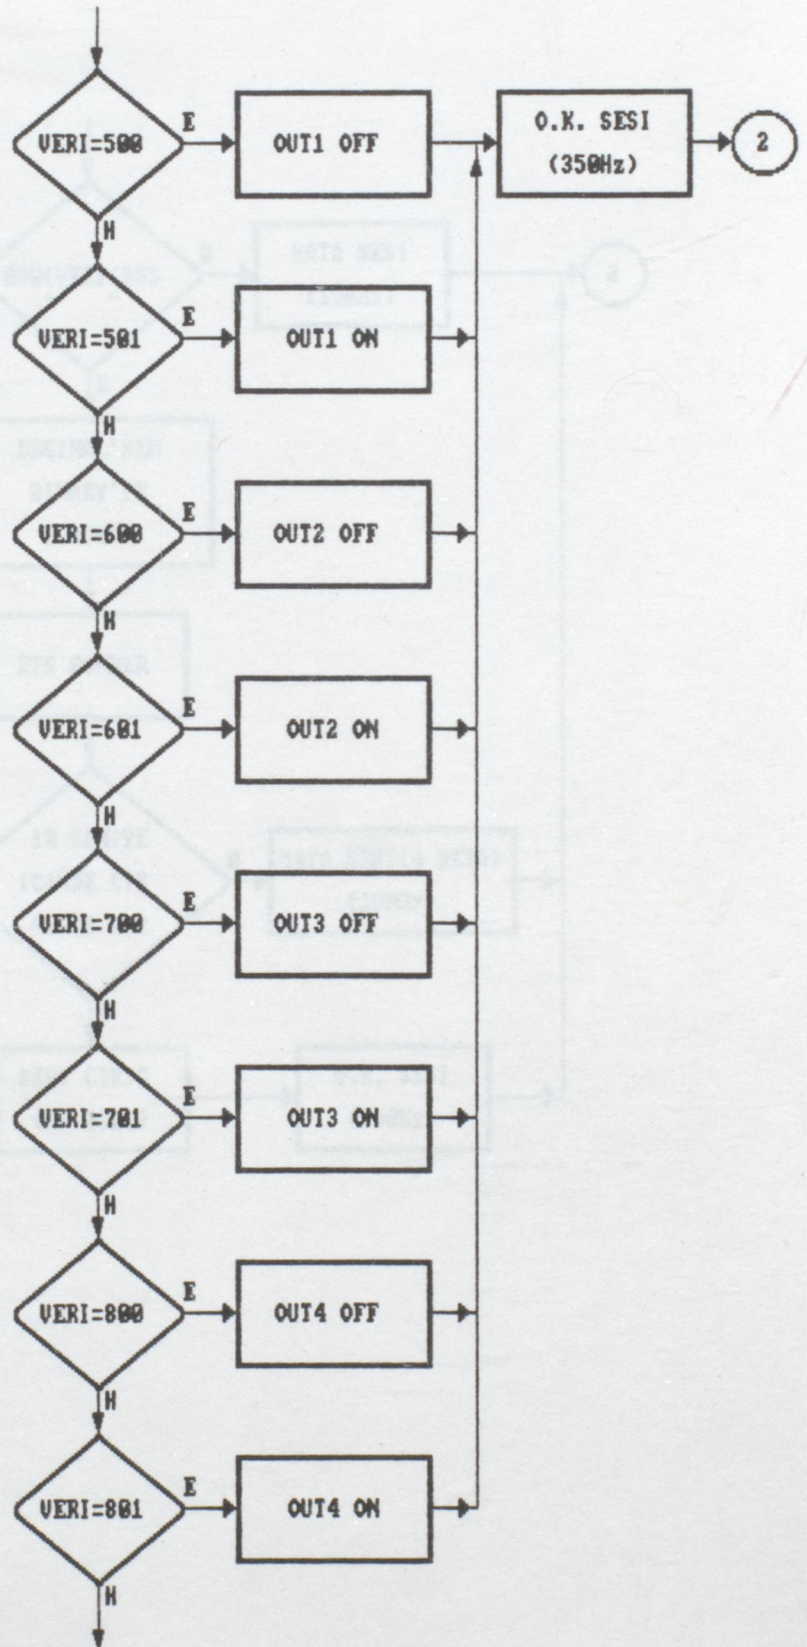 VERI=500
E
OUT1 OFF
O.K. SESI
(350Hz)
2
H
VERI=501
E
OUT1 ON
H
VERI=600
E
OUT2 OFF
H
VERI=601
E
OUT2 ON
H
VERI=700
E
OUT3 OFF
H
VERI=701
E
OUT3 ON
H
VERI=800
E
OUT4 OFF
H
VERI=801
E
OUT4 ON
H